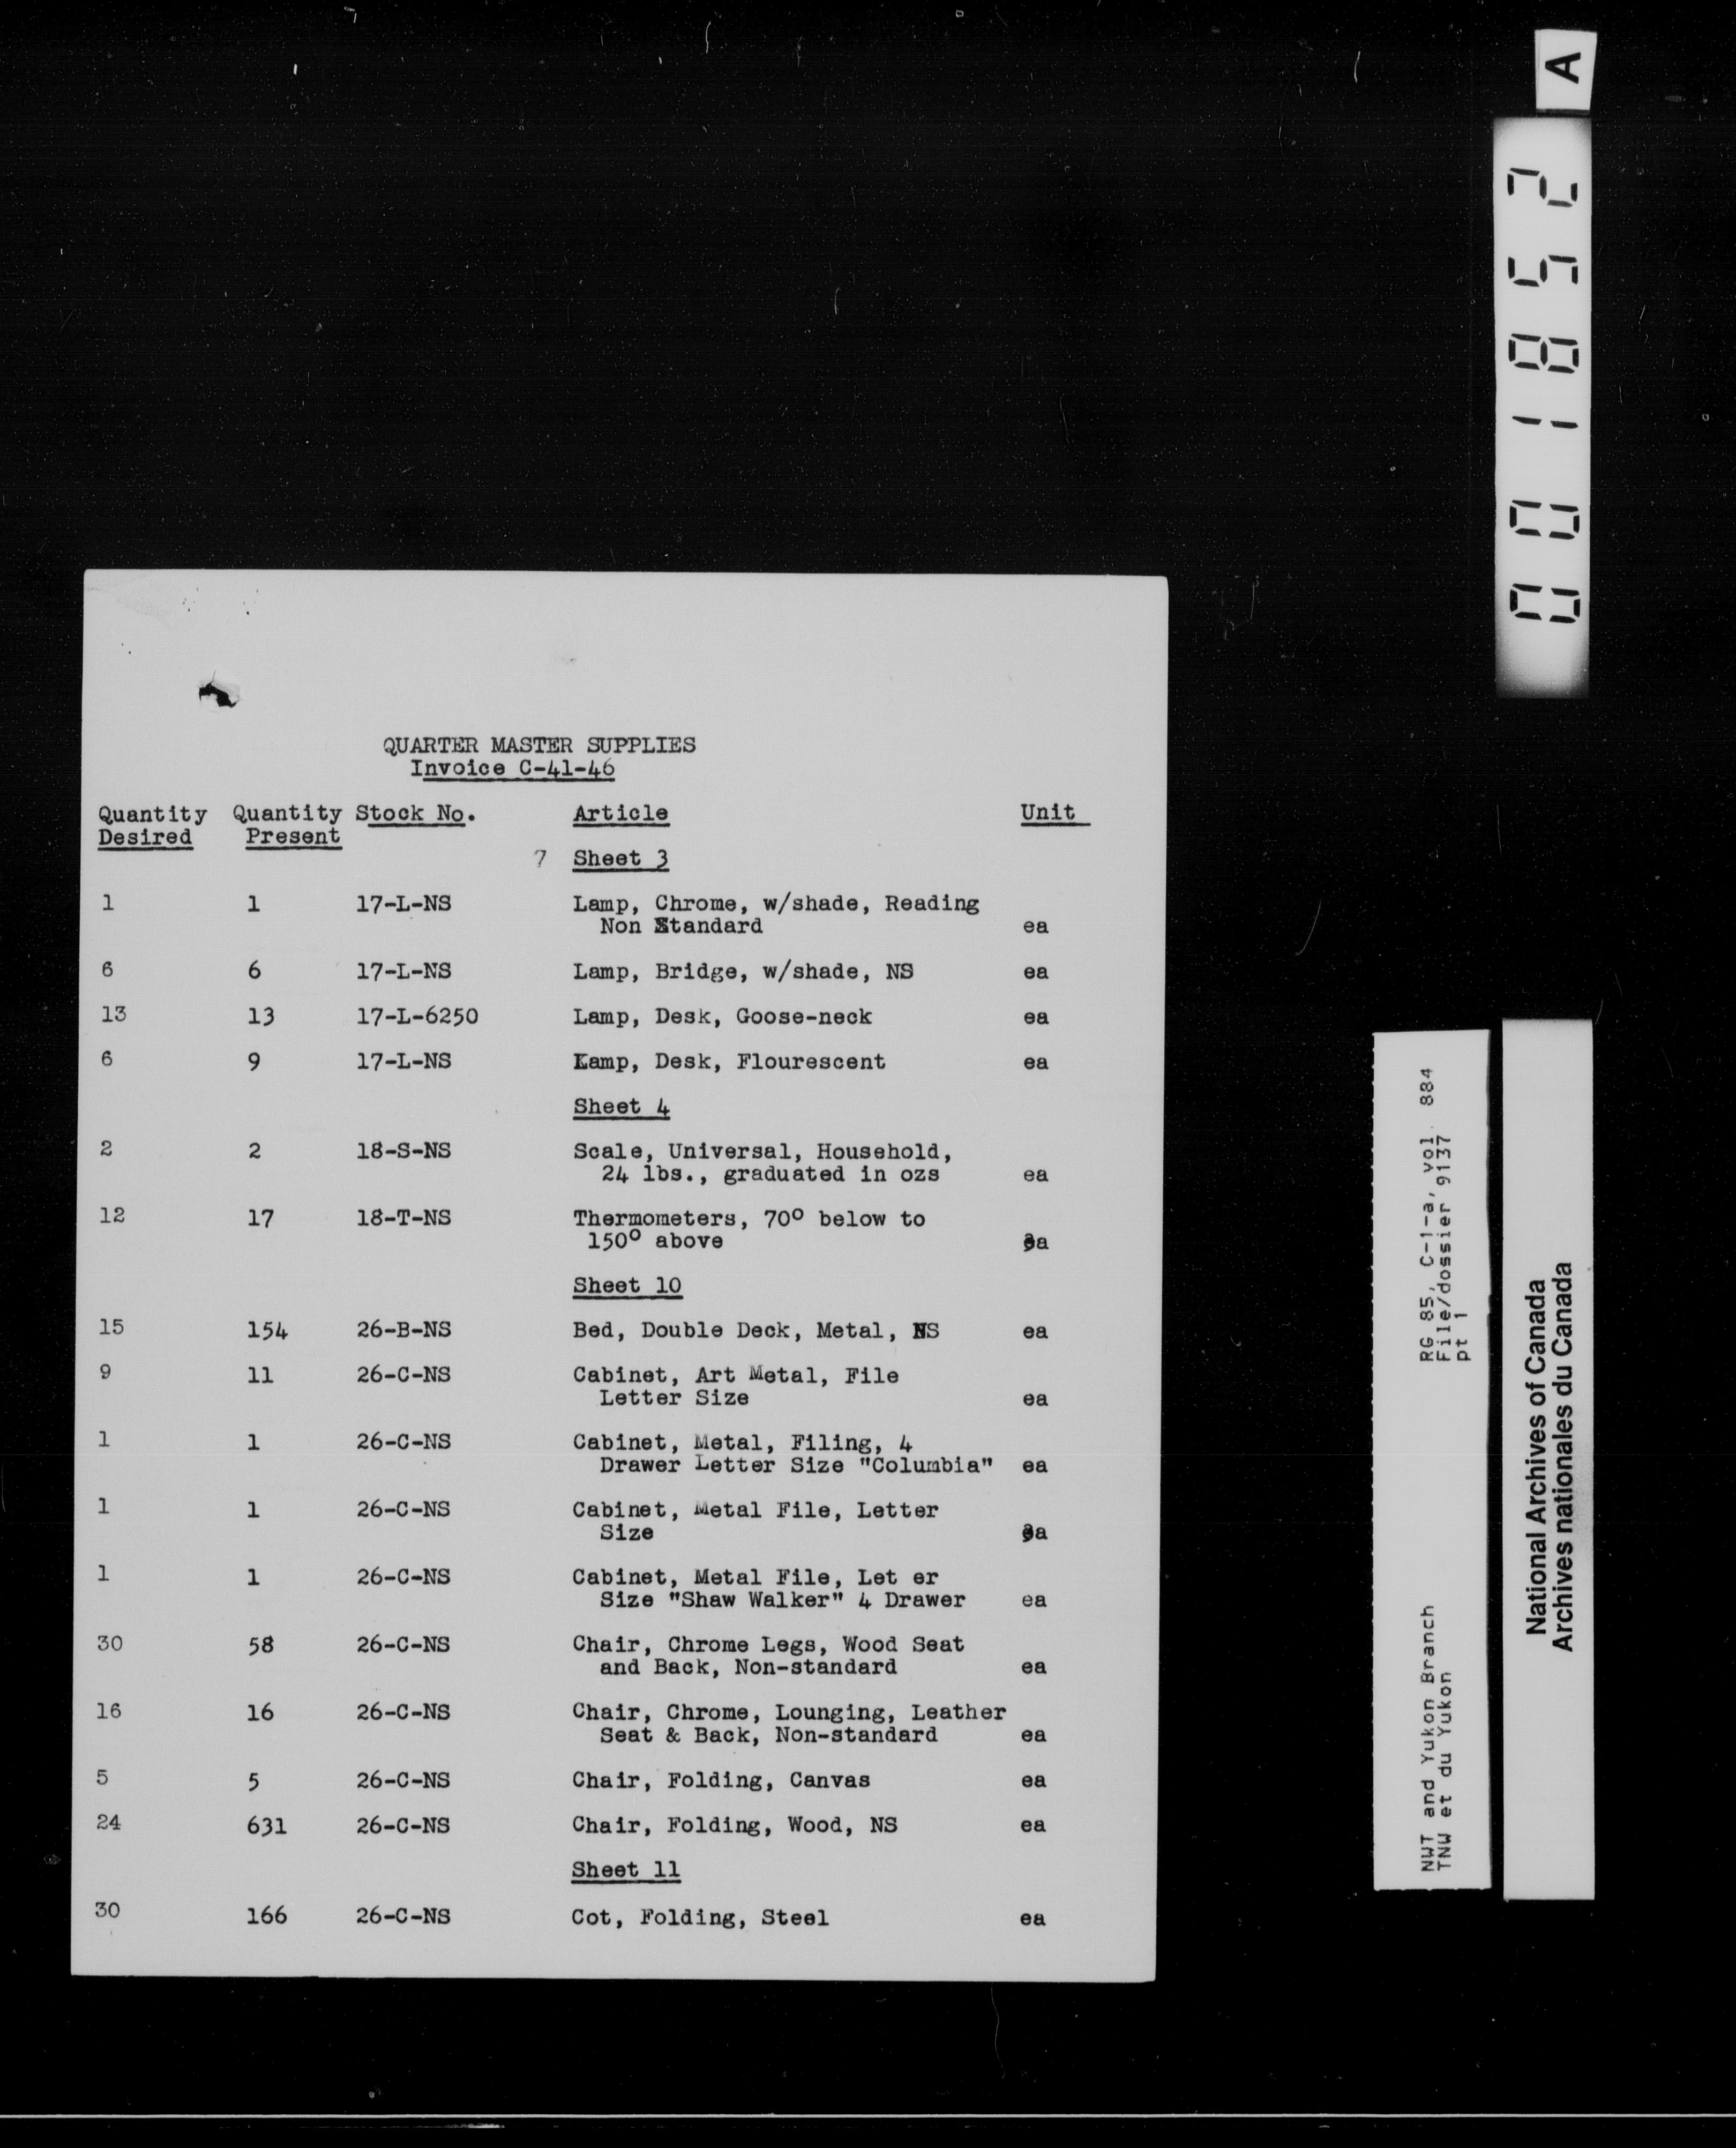 QUARTER MASTER SUPPLIES
Invoice C-41-46
Quantity Quantity Stock No. Article Unit
Desired Present
7 Sheet 3
1 1 17-L-NS Lamp, Chrome, w/shade, Reading
Non Standard ea
6 6 17-L-NS Lamp, Bridge, w/shade, NS ea
13 13 17-L-6250 Lamp, Desk, Goose-neck ea
6 9 17-L-NS Lamp, Desk, Flourescent ea
Sheet 4
2 2 18-S-NS Scale, Universal, Household,
24 lbs., graduated in ozs ea
12 17 18-T-NS Thermometers, 70° below to
150° above ea
Sheet 10
15 154 26-B-NS Bed, Double Deck, Metal, NS ea
9 11 26-C-NS Cabinet, Art Metal, File
Letter Size ea
1 1 26-C-NS Cabinet, Metal, Filing, 4
Drawer Letter Size "Columbia" ea
1 1 26-C-NS Cabinet, Metal File, Letter
Size ea
1 1 26-C-NS Cabinet, Metal File, Let er
Size "Shaw Walker" 4 Drawer ea
30 58 26-C-NS Chair, Chrome Legs, Wood Seat
and Back, Non-standard ea
16 16 26-C-NS Chair, Chrome, Lounging, Leather
Seat & Back, Non-standard ea
5 5 26-C-NS Chair, Folding, Canvas ea
24 631 26-C-NS Chair, Folding, Wood, NS ea
Sheet 11
30 166 26-C-NS Cot, Folding, Steel ea
A
001852
NWT and Yukon Branch RG 85, C-1-a, vol. 884
TNW et du Yukon File/dossier 9137
pt 1
National Archives of Canada
Archives nationales du Canada